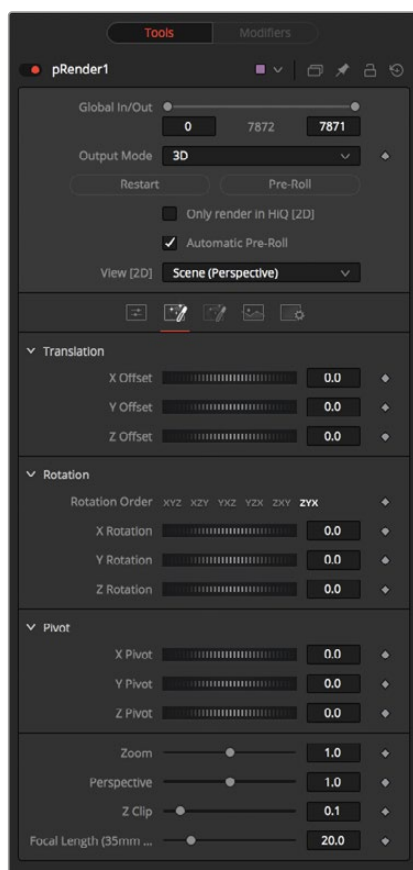 Tools Modifiers
pRender1
Global In/Out
0 7872 7871
Output Mode 3D
Restart Pre-Roll
Only render in HiQ [2D]
Automatic Pre-Roll
View [2D] Scene (Perspective)
Translation
X Offset 0.0
Y Offset 0.0
Z Offset 0.0
Rotation
Rotation Order XYZ XZY YXZ YZX ZXY ZYX
X Rotation 0.0
Y Rotation 0.0
Z Rotation 0.0
Pivot
X Pivot 0.0
Y Pivot 0.0
Z Pivot 0.0
Zoom 1.0
Perspective 1.0
Z Clip 0.1
Focal Length (35mm ... 20.0